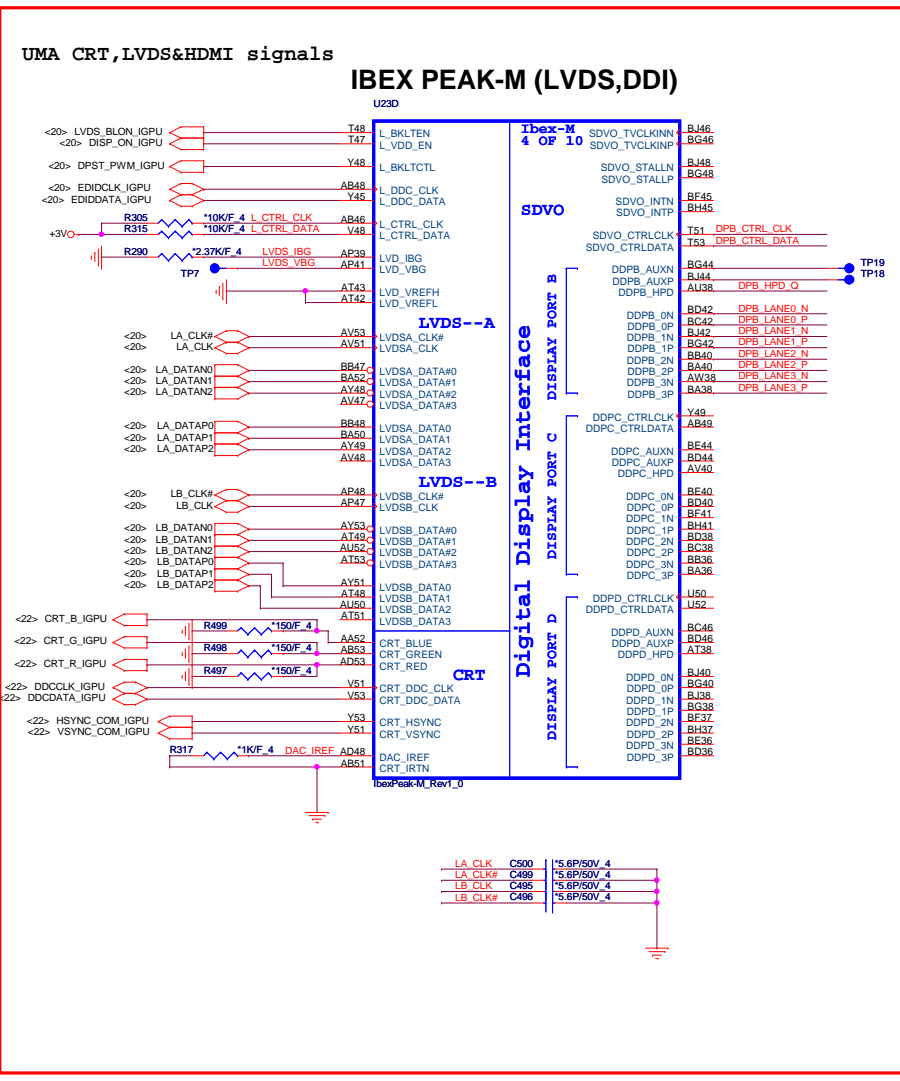 UMA CRT,LVDS&HDMI signals
IBEX PEAK-M (LVDS,DDI)
U23D
Ibex-M
4 OF 10
<20> LVDS_BLON_IGPU T48 L_BKLTEN
<20> DISP_ON_IGPU T47 L_VDD_EN
<20> DPST_PWM_IGPU Y48 L_BKLTCTL
<20> EDIDCLK_IGPU AB48 L_DDC_CLK
<20> EDIDDATA_IGPU Y45 L_DDC_DATA
R305 *10K/F_4 L_CTRL_CLK AB46 L_CTRL_CLK
+3V R315 *10K/F_4 L_CTRL_DATA V48 L_CTRL_DATA
R290 *2.37K/F_4 LVDS_IBG AP39 LVD_IBG
TP7 LVDS_VBG AP41 LVD_VBG
AT43 LVD_VREFH
AT42 LVD_VREFL
LVDS--A
<20> LA_CLK# AV53 LVDSA_CLK#
<20> LA_CLK AV51 LVDSA_CLK
<20> LA_DATAN0 BB47 LVDSA_DATA#0
<20> LA_DATAN1 BA52 LVDSA_DATA#1
<20> LA_DATAN2 AY48 LVDSA_DATA#2
AV47 LVDSA_DATA#3
<20> LA_DATAP0 BB48 LVDSA_DATA0
<20> LA_DATAP1 BA50 LVDSA_DATA1
<20> LA_DATAP2 AY49 LVDSA_DATA2
AV48 LVDSA_DATA3
LVDS--B
<20> LB_CLK# AP48 LVDSB_CLK#
<20> LB_CLK AP47 LVDSB_CLK
<20> LB_DATAN0 AY53 LVDSB_DATA#0
<20> LB_DATAN1 AT49 LVDSB_DATA#1
<20> LB_DATAN2 AU52 LVDSB_DATA#2
<20> LB_DATAP0 AT53 LVDSB_DATA#3
<20> LB_DATAP1
<20> LB_DATAP2 AY51 LVDSB_DATA0
AT48 LVDSB_DATA1
AU50 LVDSB_DATA2
AT51 LVDSB_DATA3
<22> CRT_B_IGPU R499 *150/F_4 AA52 CRT_BLUE
<22> CRT_G_IGPU R498 *150/F_4 AB53 CRT_GREEN
<22> CRT_R_IGPU R497 *150/F_4 AD53 CRT_RED
CRT
<22> DDCCLK_IGPU V51 CRT_DDC_CLK
<22> DDCDATA_IGPU V53 CRT_DDC_DATA
<22> HSYNC_COM_IGPU Y53 CRT_HSYNC
<22> VSYNC_COM_IGPU Y51 CRT_VSYNC
R317 *1K/F_4 DAC_IREF AD48 DAC_IREF
AB51 CRT_IRTN
IbexPeak-M_Rev1_0
Digital Display Interface
SDVO
SDVO_TVCLKINN BJ46
SDVO_TVCLKINP BG46
SDVO_STALLN BJ48
SDVO_STALLP BG48
SDVO_INTN BF45
SDVO_INTP BH45
SDVO_CTRLCLK T51 DPB_CTRL_CLK
SDVO_CTRLDATA T53 DPB_CTRL_DATA
DISPLAY PORT B
DDPB_AUXN BG44 TP19
DDPB_AUXP BJ44 TP18
DDPB_HPD AU38 DPB_HPD_Q
DDPB_0N BD42 DPB_LANE0_N
DDPB_0P BC42 DPB_LANE0_P
DDPB_1N BJ42 DPB_LANE1_N
DDPB_1P BG42 DPB_LANE1_P
DDPB_2N BB40 DPB_LANE2_N
DDPB_2P BA40 DPB_LANE2_P
DDPB_3N AW38 DPB_LANE3_N
DDPB_3P BA38 DPB_LANE3_P
DISPLAY PORT C
DDPC_CTRLCLK Y49
DDPC_CTRLDATA AB49
DDPC_AUXN BE44
DDPC_AUXP BD44
DDPC_HPD AV40
DDPC_0N BE40
DDPC_0P BD40
DDPC_1N BF41
DDPC_1P BH41
DDPC_2N BD38
DDPC_2P BC38
DDPC_3N BB36
DDPC_3P BA36
DISPLAY PORT D
DDPD_CTRLCLK U50
DDPD_CTRLDATA U52
DDPD_AUXN BC46
DDPD_AUXP BD46
DDPD_HPD AT38
DDPD_0N BJ40
DDPD_0P BG40
DDPD_1N BJ38
DDPD_1P BG38
DDPD_2N BF37
DDPD_2P BH37
DDPD_3N BE36
DDPD_3P BD36
LA_CLK C500 *5.6P/50V_4
LA_CLK# C499 *5.6P/50V_4
LB_CLK C495 *5.6P/50V_4
LB_CLK# C496 *5.6P/50V_4